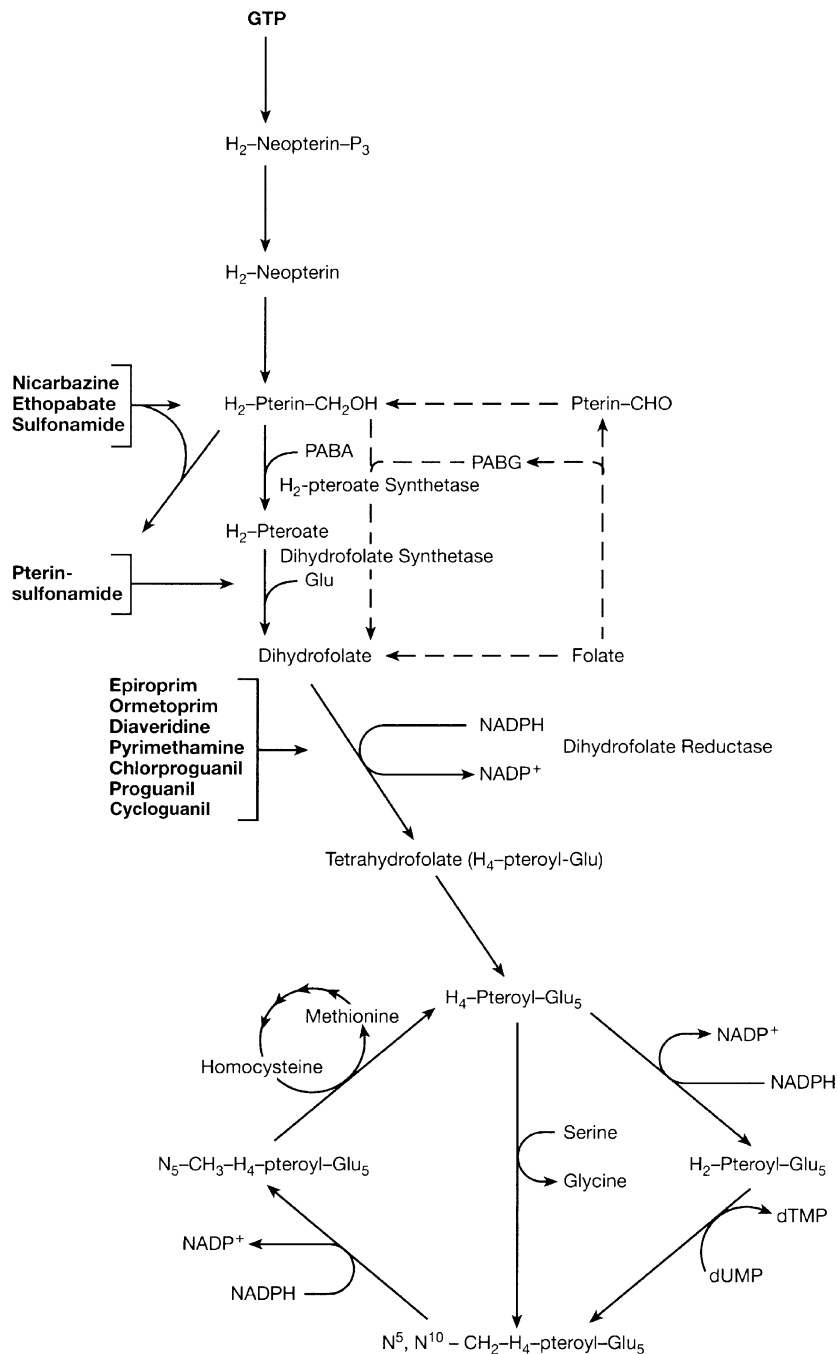 GTP
H₂–Neopterin–P₃
H₂–Neopterin
Nicarbazine
Ethopabate
Sulfonamide
H₂–Pterin–CH₂OH
Pterin–CHO
PABA
PABG
H₂-pteroate Synthetase
H₂–Pteroate
Dihydrofolate Synthetase
Pterin-
sulfonamide
Glu
Dihydrofolate
Folate
Epiroprim
Ormetoprim
Diaveridine
Pyrimethamine
Chlorproguanil
Proguanil
Cycloguanil
NADPH
Dihydrofolate Reductase
NADP⁺
Tetrahydrofolate (H₄–pteroyl-Glu)
H₄–Pteroyl–Glu₅
Methionine
Homocysteine
NADP⁺
NADPH
Serine
Glycine
N₅–CH₃–H₄–pteroyl–Glu₅
H₂–Pteroyl–Glu₅
dTMP
dUMP
NADP⁺
NADPH
N⁵, N¹⁰ – CH₂–H₄–pteroyl–Glu₅